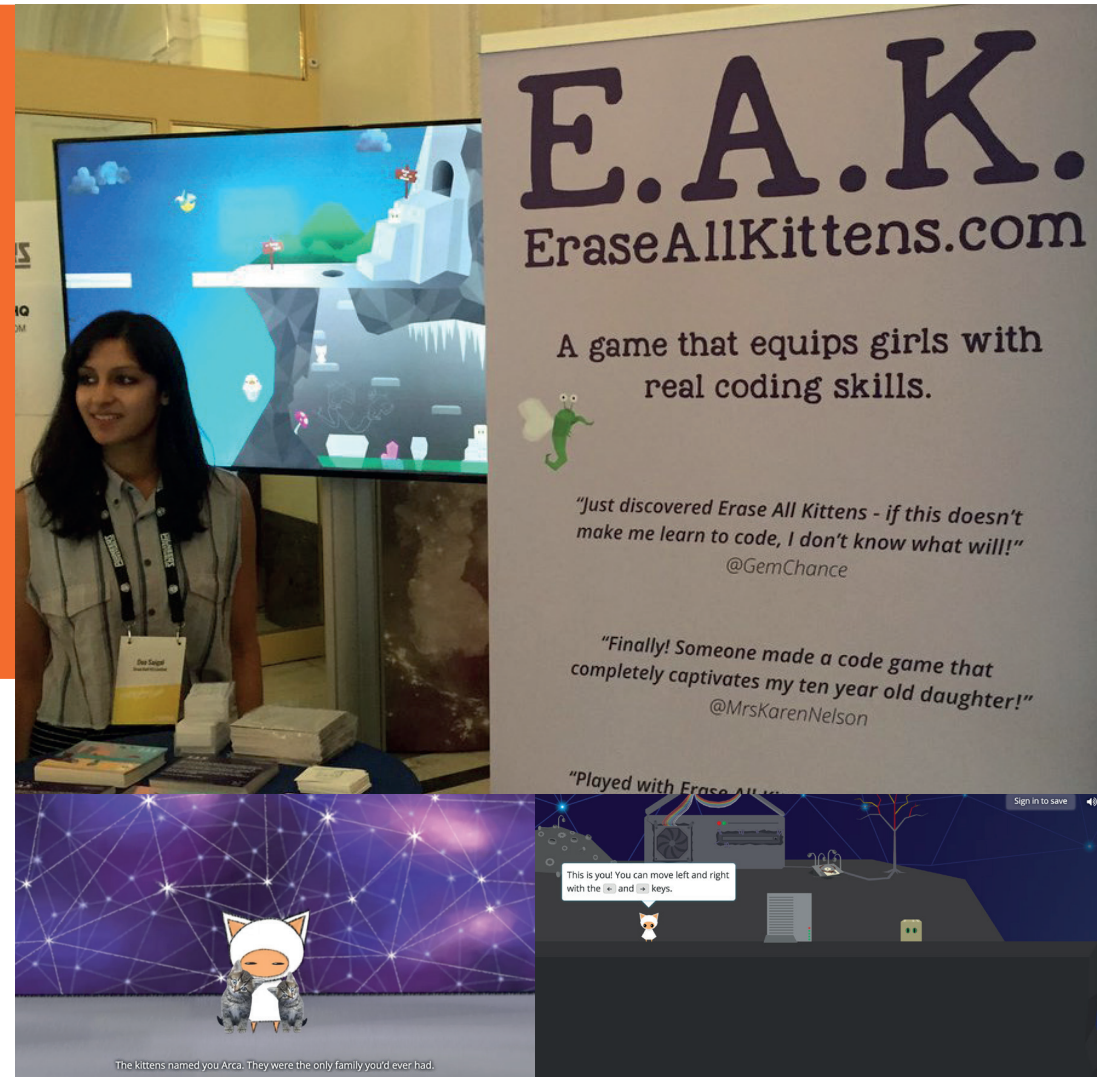 E.A.K.
EraseAllKittens.com
A game that equips girls with
real coding skills.
“Just discovered Erase All Kittens - if this doesn’t
make me learn to code, I don’t know what will!”
@GemChance
“Finally! Someone made a code game that
completely captivates my ten year old daughter!”
@MrsKarenNelson
“Played with Erase All
Dee Saigal
The kittens named you Arca. They were the only family you’d ever had.
Sign in to save
This is you! You can move left and right
with the ← and → keys.